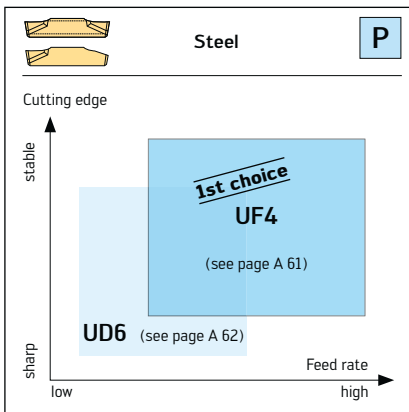 Steel
P
Cutting edge
stable
1st choice
UF4
(see page A 61)
UD6 (see page A 62)
sharp
Feed rate
low
high